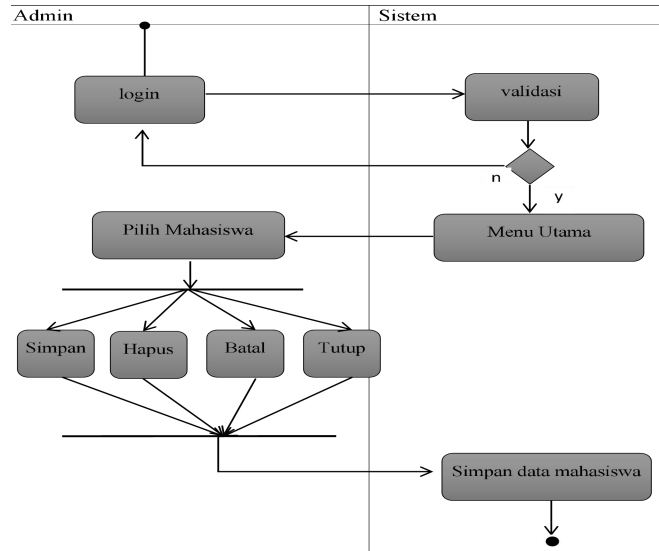 Admin
Sistem
login
validasi
n
y
Pilih Mahasiswa
Menu Utama
Simpan
Hapus
Batal
Tutup
Simpan data mahasiswa